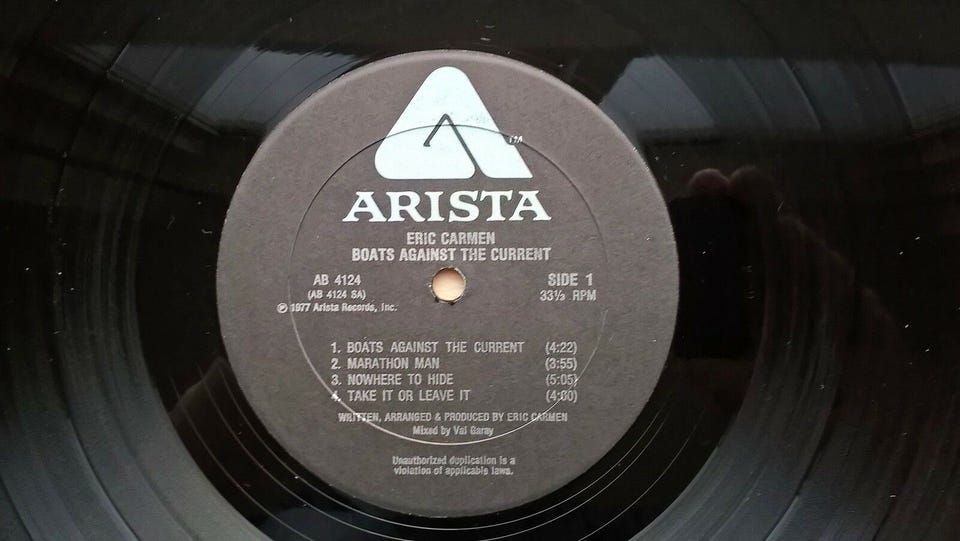 TM
ARISTA
ERIC CARMEN
BOATS AGAINST THE CURRENT
AB 4124 SIDE 1
(AB 4124 SA) 33⅓ RPM
℗ 1977 Arista Records, Inc.
1. BOATS AGAINST THE CURRENT (4:22)
2. MARATHON MAN (3:55)
3. NOWHERE TO HIDE (5:05)
4. TAKE IT OR LEAVE IT (4:00)
WRITTEN, ARRANGED & PRODUCED BY ERIC CARMEN
Mixed by Val Garay
Unauthorized duplication is a
violation of applicable laws.